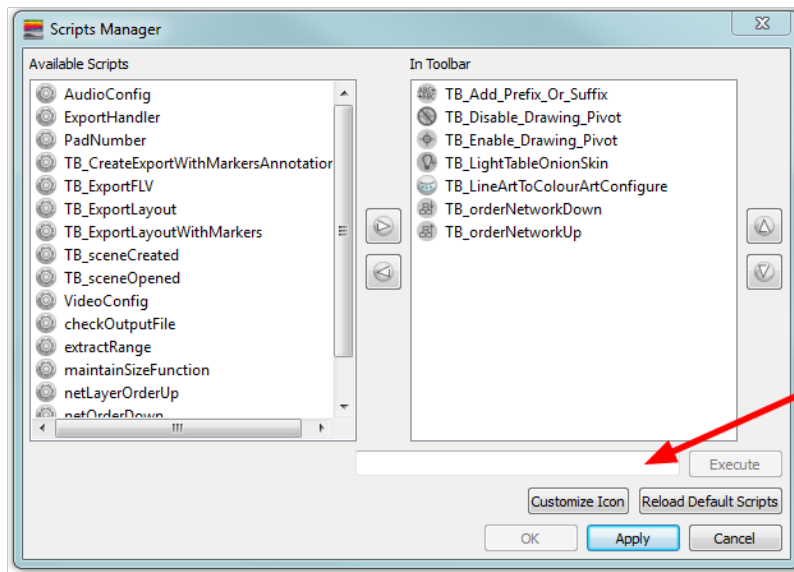 Scripts Manager
Available Scripts
AudioConfig
ExportHandler
PadNumber
TB_CreateExportWithMarkersAnnotation
TB_ExportFLV
TB_ExportLayout
TB_ExportLayoutWithMarkers
TB_sceneCreated
TB_sceneOpened
VideoConfig
checkOutputFile
extractRange
maintainSizeFunction
netLayerOrderUp
netOrderDown
In Toolbar
TB_Add_Prefix_Or_Suffix
TB_Disable_Drawing_Pivot
TB_Enable_Drawing_Pivot
TB_LightTableOnionSkin
TB_LineArtToColourArtConfigure
TB_orderNetworkDown
TB_orderNetworkUp
Execute
Customize Icon Reload Default Scripts
OK Apply Cancel